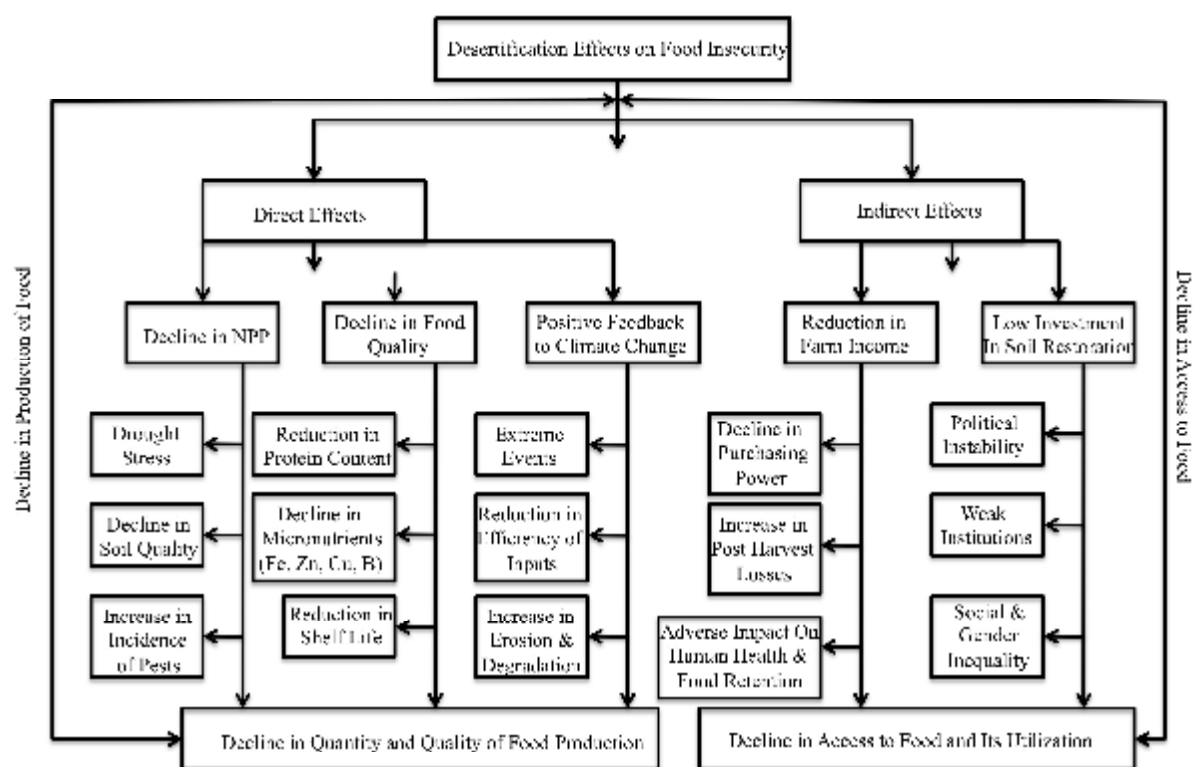 Desertification Effects on Food Insecurity
Direct Effects
Indirect Effects
Decline in Production of Food
Decline in Access to Food
Decline in NPP
Decline in Food
Quality
Positive Feedback
to Climate Change
Reduction in
Farm Income
Low Investment
In Soil Restoration
Drought
Stress
Decline in
Soil Quality
Increase in
Incidence
of Pests
Reduction in
Protein Content
Decline in
Micronutrients
(Fe, Zn, Cu, B)
Reduction in
Shelf Life
Extreme
Events
Reduction in
Efficiency of
Inputs
Increase in
Erosion &
Degradation
Decline in
Purchasing
Power
Increase in
Post Harvest
Losses
Adverse Impact On
Human Health &
Food Retention
Political
Instability
Weak
Institutions
Social &
Gender
Inequality
Decline in Quantity and Quality of Food Production
Decline in Access to Food and Its Utilization